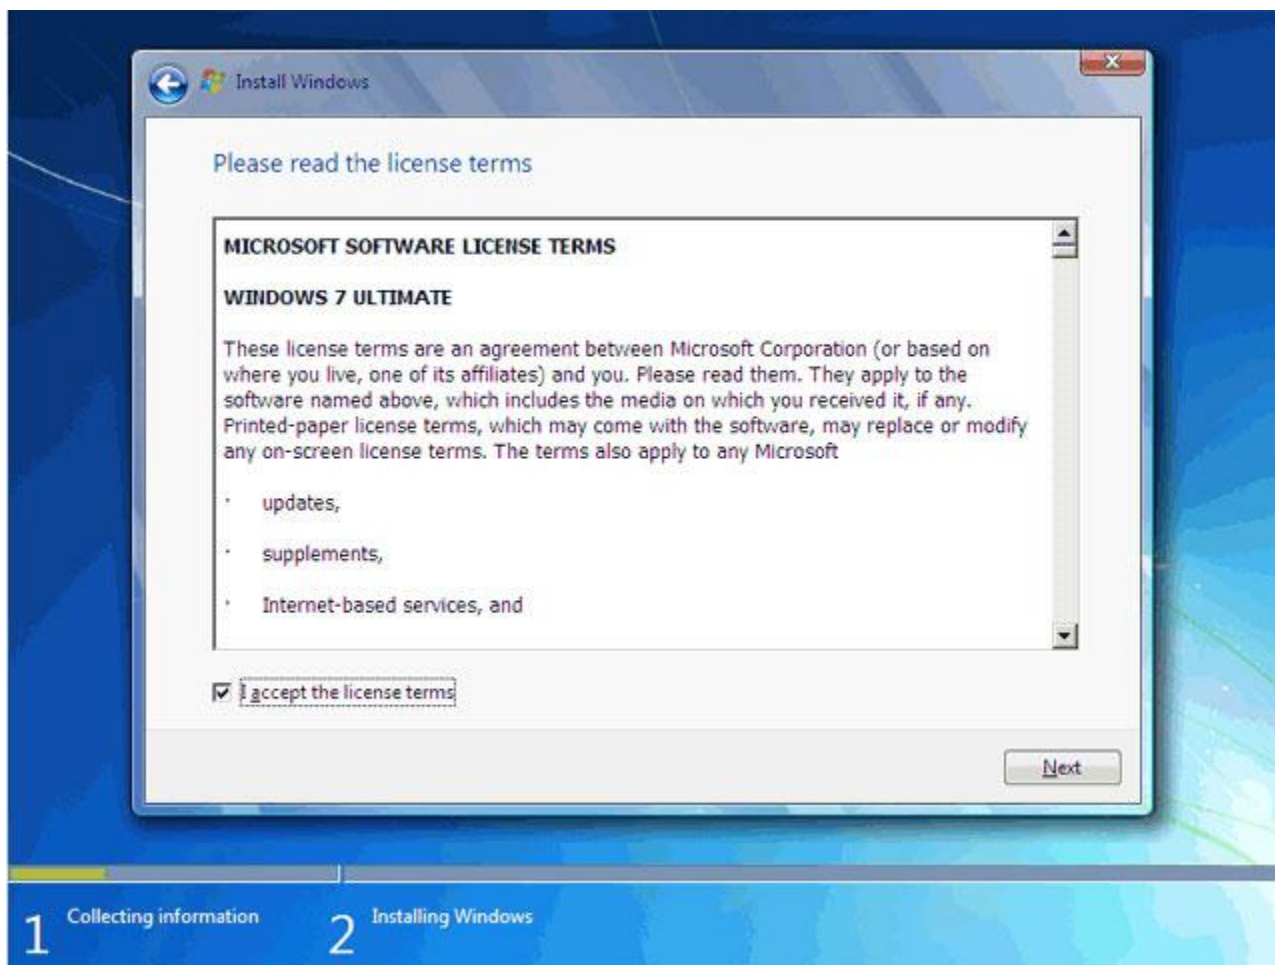 Install Windows
Please read the license terms
MICROSOFT SOFTWARE LICENSE TERMS
WINDOWS 7 ULTIMATE
These license terms are an agreement between Microsoft Corporation (or based on
where you live, one of its affiliates) and you. Please read them. They apply to the
software named above, which includes the media on which you received it, if any.
Printed-paper license terms, which may come with the software, may replace or modify
any on-screen license terms. The terms also apply to any Microsoft
· updates,
· supplements,
· Internet-based services, and
I accept the license terms
Next
1 Collecting information
2 Installing Windows